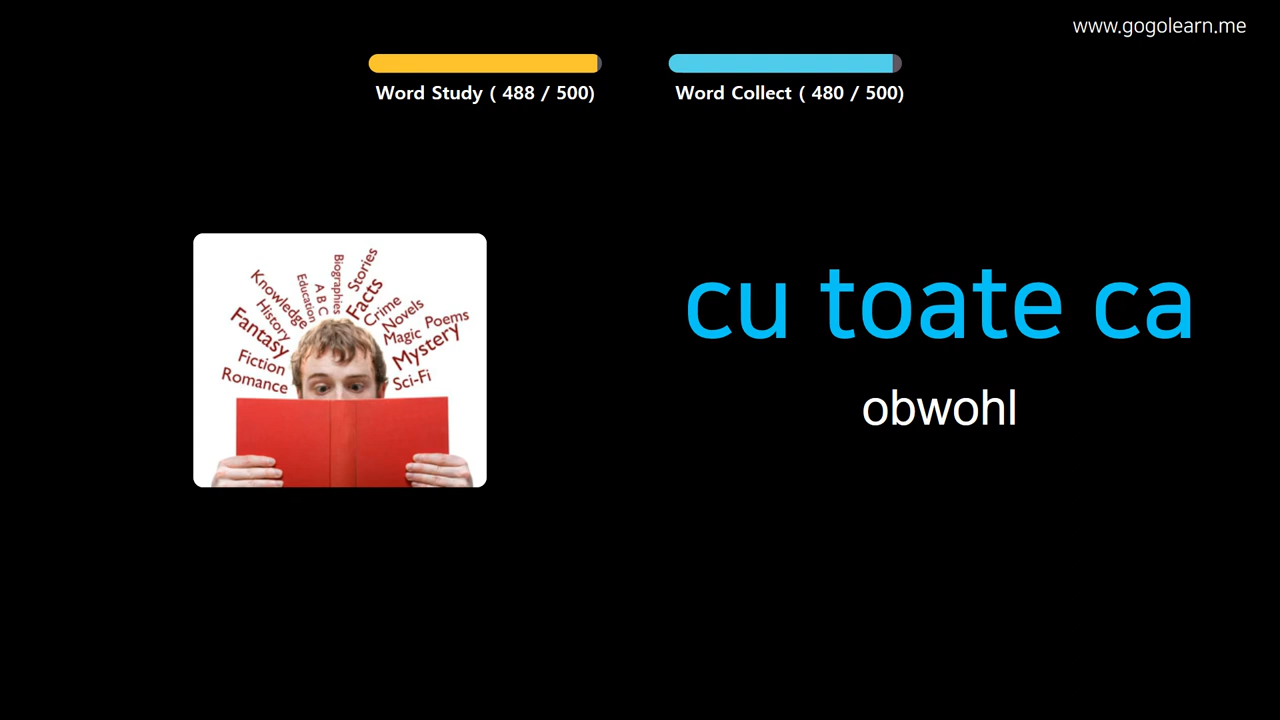 www.gogolearn.me
Word Study ( 488 / 500)
Word Collect ( 480 / 500)
Knowledge
History
Fantasy
Fiction
Romance
Education
A B C
Biographies
Stories
Facts
Crime
Novels
Magic
Poems
Mystery
Sci-Fi
cu toate ca
obwohl